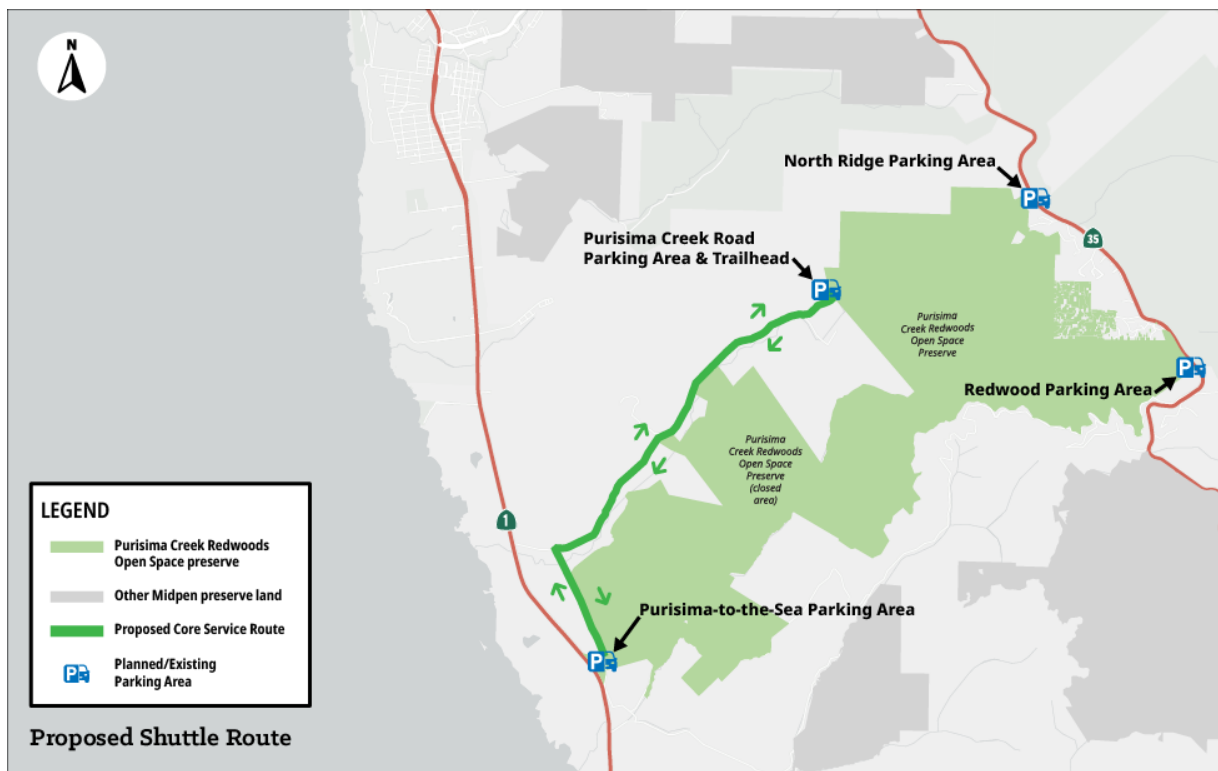 N
North Ridge Parking Area
35
Purisima Creek Road
Parking Area & Trailhead
P
P
Purisima
Creek Redwoods
Open Space
Preserve
P
Redwood Parking Area
Purisima
Creek Redwoods
Open Space
Preserve
(closed
area)
1
Purisima-to-the-Sea Parking Area
P
LEGEND
Purisima Creek Redwoods
Open Space preserve
Other Midpen preserve land
Proposed Core Service Route
P
Planned/Existing
Parking Area
Proposed Shuttle Route